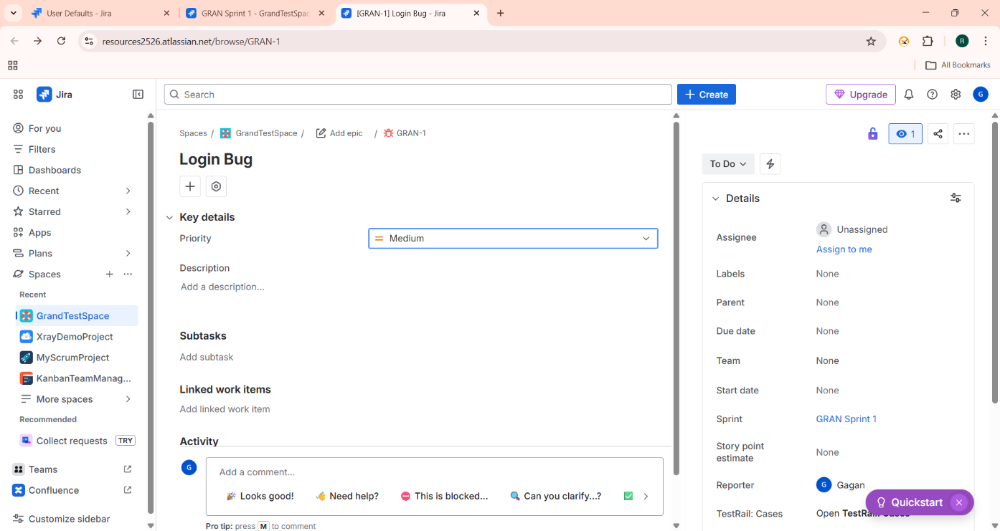 User Defaults - Jira
GRAN Sprint 1 - GrandTestSpac
[GRAN-1] Login Bug - Jira
resources2526.atlassian.net/browse/GRAN-1
R
All Bookmarks
Jira
Search
Create
Upgrade
G
For you
Filters
Dashboards
Recent
Starred
Apps
Plans
Spaces
Recent
GrandTestSpace
XrayDemoProject
MyScrumProject
KanbanTeamManag...
More spaces
Recommended
Collect requests TRY
Teams
Confluence
Customize sidebar
Spaces / GrandTestSpace / Add epic / GRAN-1
Login Bug
Key details
Priority Medium
Description
Add a description...
Subtasks
Add subtask
Linked work items
Add linked work item
Activity
G
Add a comment...
Looks good! Need help? This is blocked... Can you clarify...?
Pro tip: press M to comment
1
To Do
Details
Assignee Unassigned
Assign to me
Labels None
Parent None
Due date None
Team None
Start date None
Sprint GRAN Sprint 1
Story point
estimate None
Reporter G Gagan
Quickstart
TestRail: Cases Open TestRail: Cases